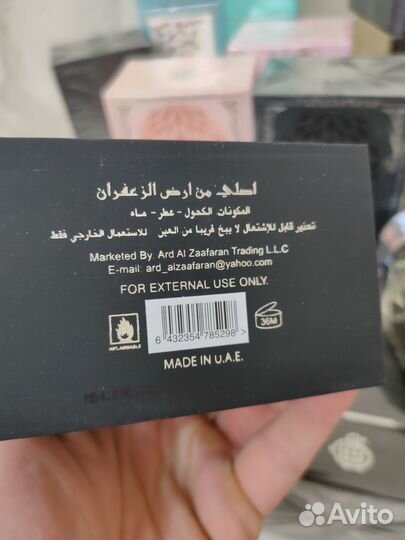 اصلي من ارض الزعفران
المكونات الكحول - عطر - ماء
تعتبر قابل للإشتعال لا يبخ قريبا من العين للاستعمال الخارجي فقط
Marketed By. Ard Al Zaafaran Trading L.L.C
E-mail: ard_alzaafaran@yahoo.com
FOR EXTERNAL USE ONLY.
INFLAMMABLE
6 432354 785298 >
36M
MADE IN U.A.E.
Avito